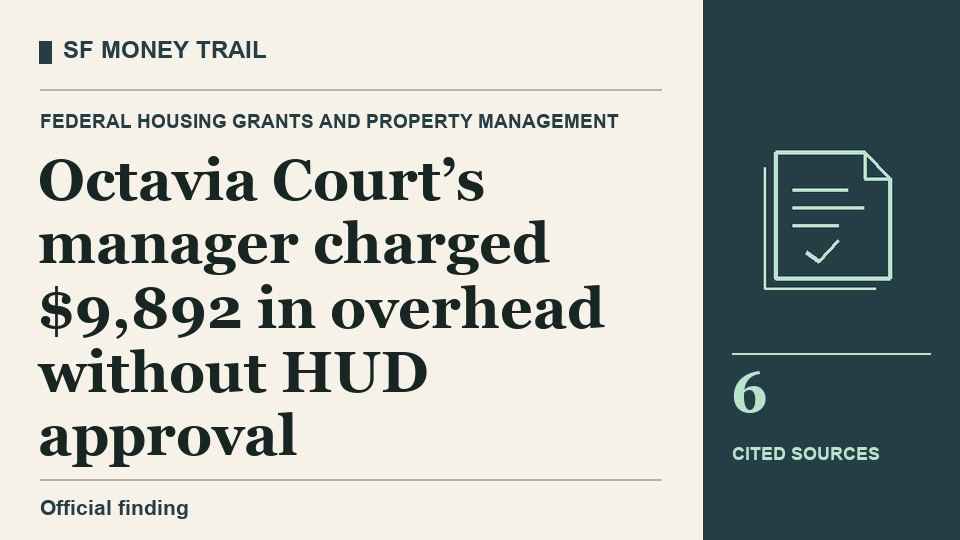 SF MONEY TRAIL
FEDERAL HOUSING GRANTS AND PROPERTY MANAGEMENT
Octavia Court’s
manager charged
$9,892 in overhead
without HUD
approval
Official finding
6
CITED SOURCES